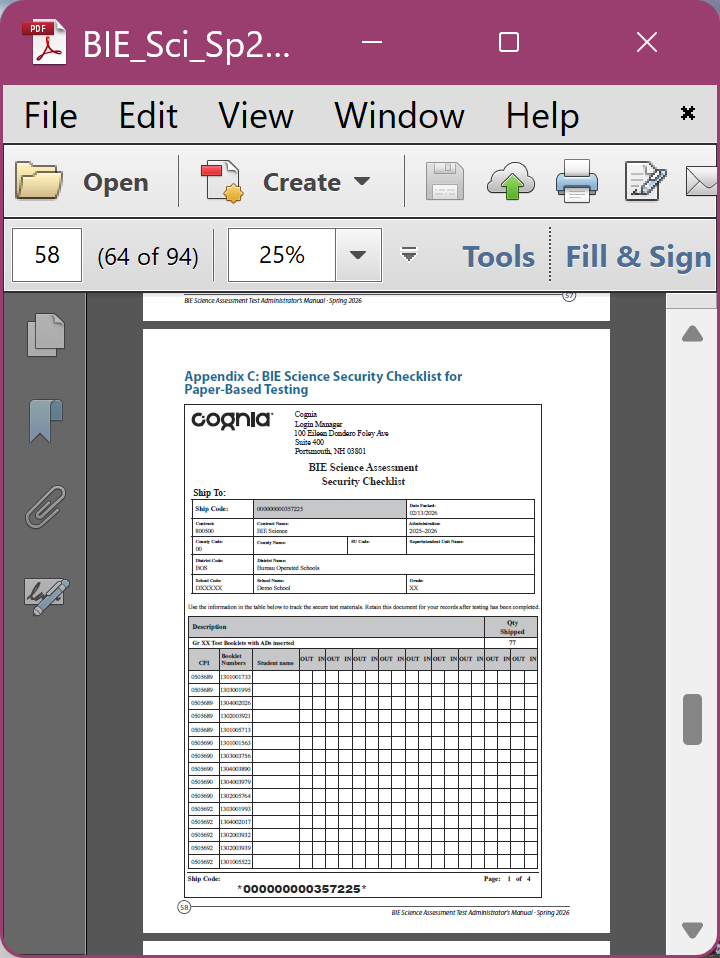 PDF
BIE_Sci_Sp2...
File Edit View Window Help
Open Create
58 (64 of 94) 25% Tools Fill & Sign
BIE Science Assessment Test Administrator's Manual - Spring 2026 57
Appendix C: BIE Science Security Checklist for
Paper-Based Testing
cognia
Cognia
Login Manager
100 Eileen Dondero Foley Ave
Suite 400
Portsmouth, NH 03801
BIE Science Assessment
Security Checklist
Ship To:
Ship Code: 000000000357225 Date Packed: 02/13/2026
Contract: 800500 Contract Name: BIE Science Administration: 2025-2026
County Code: 00 County Name: SU Code: Superintendent Unit Name:
District Code: BOS District Name: Bureau Operated Schools
School Code: DXXXXX School Name: Demo School Grade: XX
Use the information in the table below to track the secure test materials. Retain this document for your records after testing has been completed.
Description Qty Shipped
Gr XX Test Booklets with ADs inserted 77
CPI Booklet Numbers Student name OUT IN OUT IN OUT IN OUT IN OUT IN OUT IN OUT IN OUT IN OUT IN
0505689 1301001733
0505689 1303001995
0505689 1304002026
0505689 1302003921
0505689 1301005713
0505690 1301001563
0505690 1303003756
0505690 1304003890
0505690 1304003979
0505690 1302005764
0505692 1303001993
0505692 1304002017
0505692 1302003932
0505692 1302003939
0505692 1301005522
Ship Code: Page: 1 of 4
*000000000357225*
58 BIE Science Assessment Test Administrator's Manual - Spring 2026